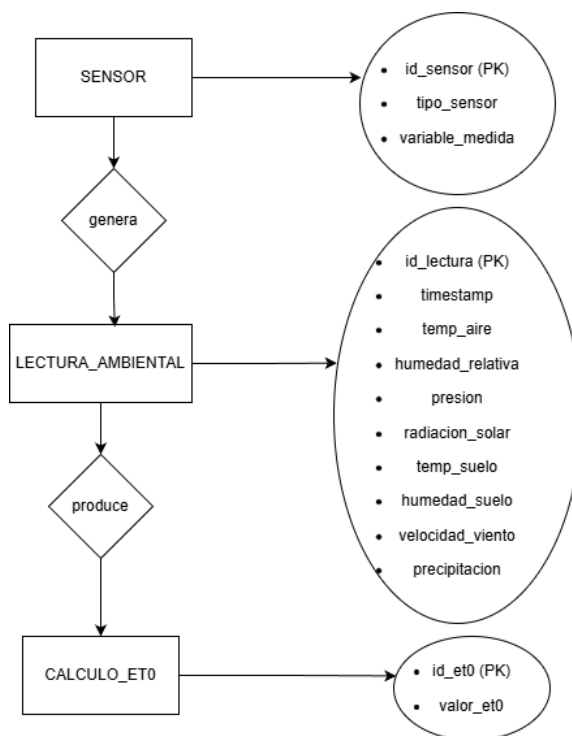 SENSOR
• id_sensor (PK)
• tipo_sensor
• variable_medida
genera
LECTURA_AMBIENTAL
• id_lectura (PK)
• timestamp
• temp_aire
• humedad_relativa
• presion
• radiacion_solar
• temp_suelo
• humedad_suelo
• velocidad_viento
• precipitacion
produce
CALCULO_ET0
• id_et0 (PK)
• valor_et0